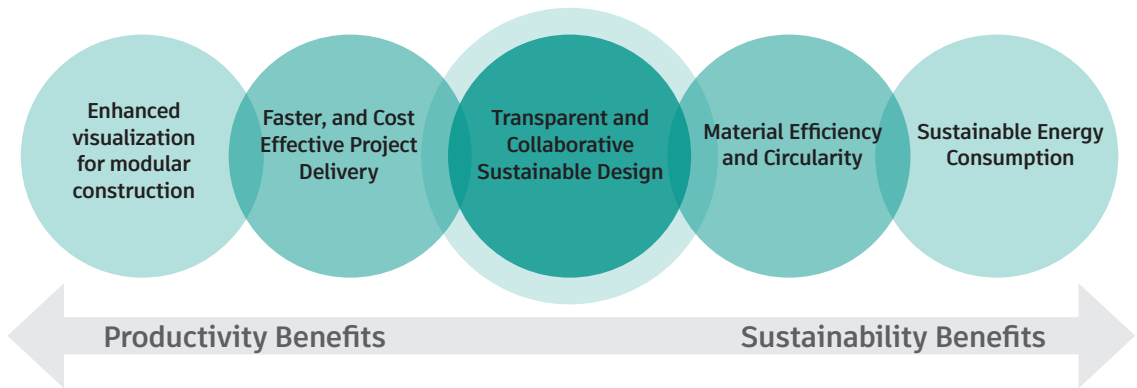 Enhanced
visualization
for modular
construction
Faster, and Cost
Effective Project
Delivery
Transparent and
Collaborative
Sustainable Design
Material Efficiency
and Circularity
Sustainable Energy
Consumption
Productivity Benefits
Sustainability Benefits